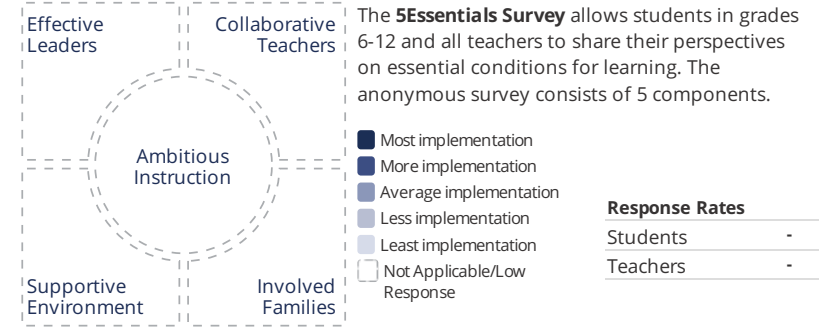 Effective
Leaders
Collaborative
Teachers
Ambitious
Instruction
Supportive
Environment
Involved
Families
The 5Essentials Survey allows students in grades
6-12 and all teachers to share their perspectives
on essential conditions for learning. The
anonymous survey consists of 5 components.
Most implementation
More implementation
Average implementation
Less implementation
Least implementation
Not Applicable/Low
Response
Response Rates
Students -
Teachers -